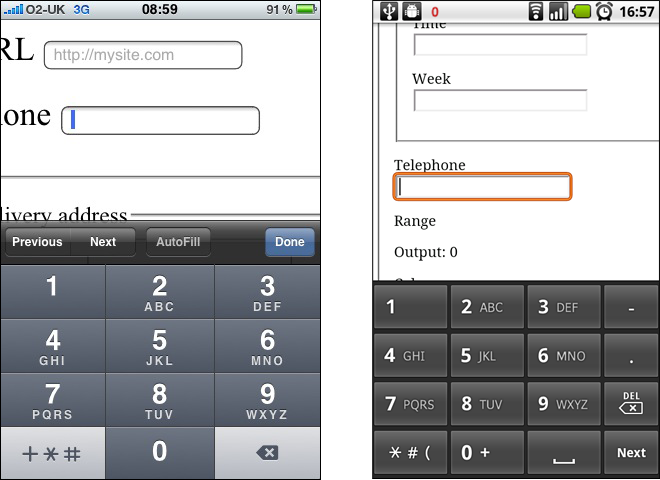 O2-UK 3G 08:59 91 %
RL http://mysite.com
one
livery address
Previous Next AutoFill Done
1 2 ABC 3 DEF
4 GHI 5 JKL 6 MNO
7 PQRS 8 TUV 9 WXYZ
+*# 0
0 16:57
Time
Week
Telephone
Range
Output: 0
1 2 ABC 3 DEF -
4 GHI 5 JKL 6 MNO .
7 PQRS 8 TUV 9 WXYZ DEL
* # ( 0 + Next